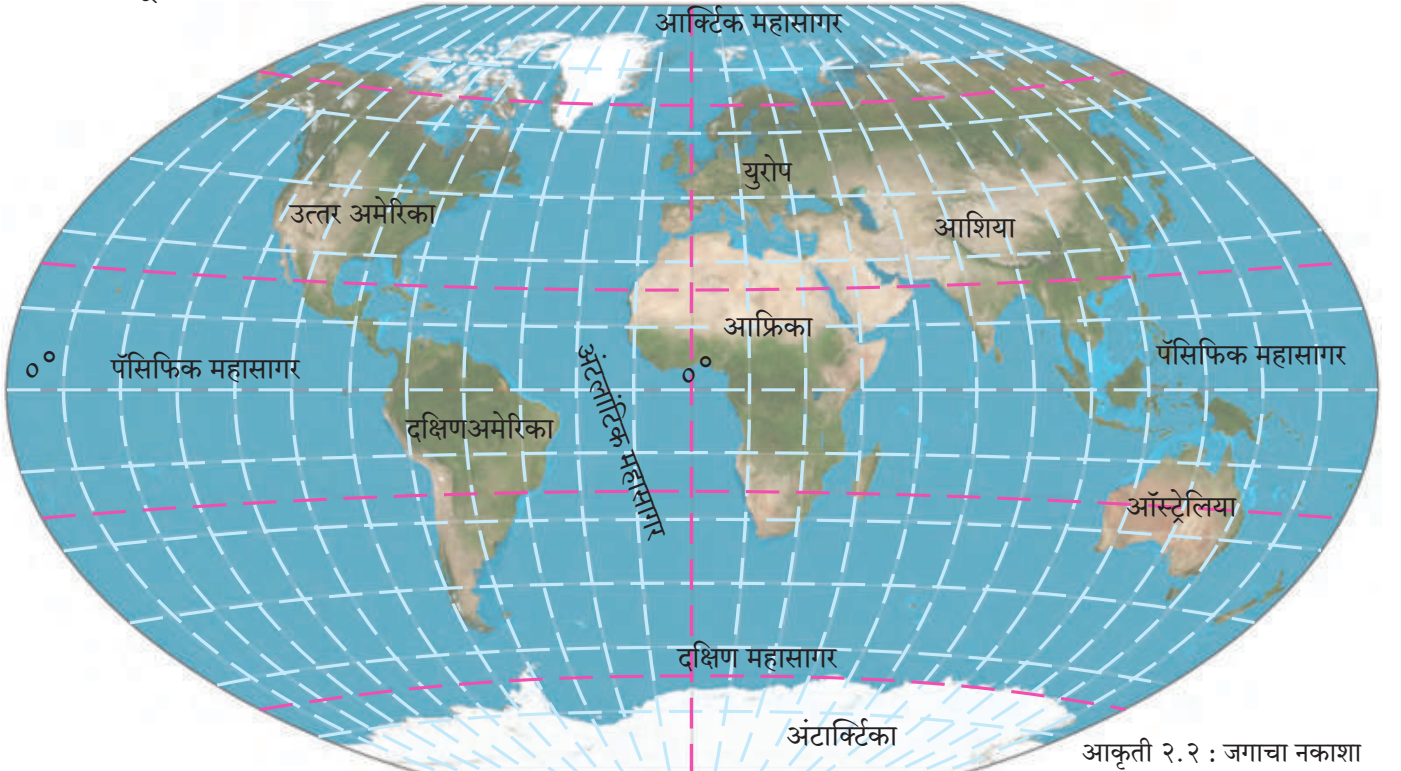 आर्क्टिक महासागर
युरोप
उत्तर अमेरिका
आशिया
आफ्रिका
०°
पॅसिफिक महासागर
अंटलांटिक महासागर
०°
पॅसिफिक महासागर
दक्षिणअमेरिका
ऑस्ट्रेलिया
दक्षिण महासागर
अंटार्क्टिका
आकृती २.२ : जगाचा नकाशा